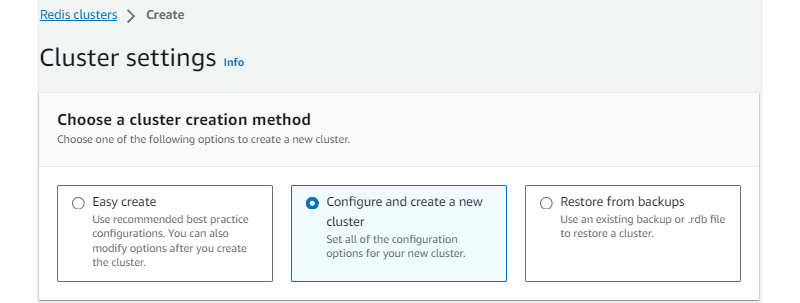 Redis clusters > Create
Cluster settings Info
Choose a cluster creation method
Choose one of the following options to create a new cluster.
Easy create
Use recommended best practice
configurations. You can also
modify options after you create
the cluster.
Configure and create a new
cluster
Set all of the configuration
options for your new cluster.
Restore from backups
Use an existing backup or .rdb file
to restore a cluster.